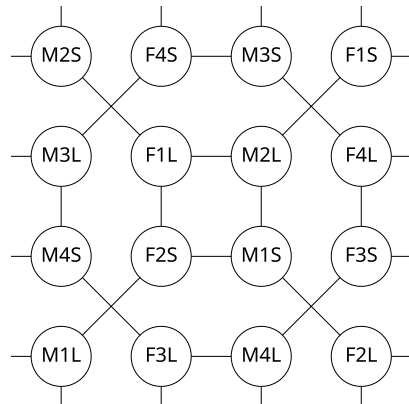 M2S F4S M3S F1S
M3L F1L M2L F4L
M4S F2S M1S F3S
M1L F3L M4L F2L